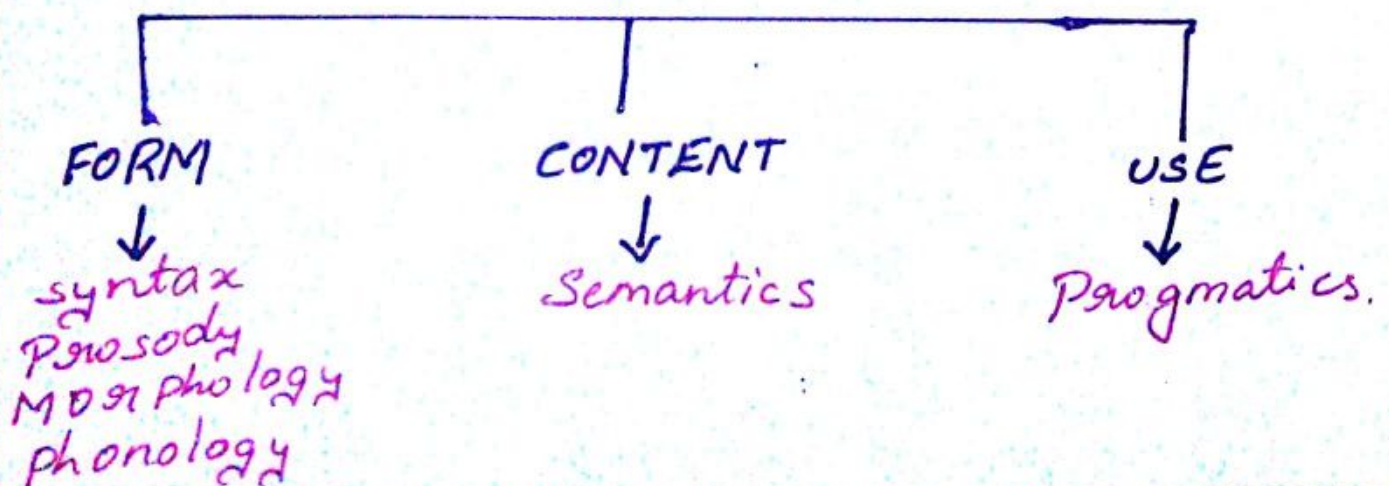 FORM CONTENT USE
syntax Semantics Pragmatics.
Prosody
Morphology
phonology